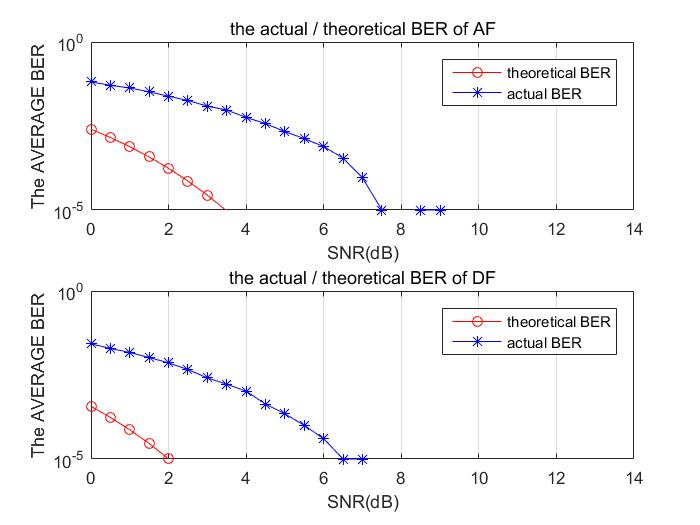 the actual / theoretical BER of AF
10^0
theoretical BER
actual BER
The AVERAGE BER
10^-5
0 2 4 6 8 10 12 14
SNR(dB)
the actual / theoretical BER of DF
10^0
theoretical BER
actual BER
The AVERAGE BER
10^-5
0 2 4 6 8 10 12 14
SNR(dB)